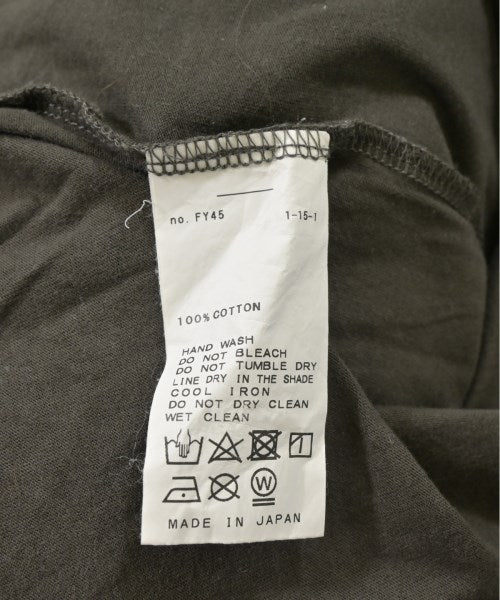 no. FY45 1-15-1
100% COTTON
HAND WASH
DO NOT BLEACH
DO NOT TUMBLE DRY
LINE DRY IN THE SHADE
COOL IRON
DO NOT DRY CLEAN
WET CLEAN
W
MADE IN JAPAN